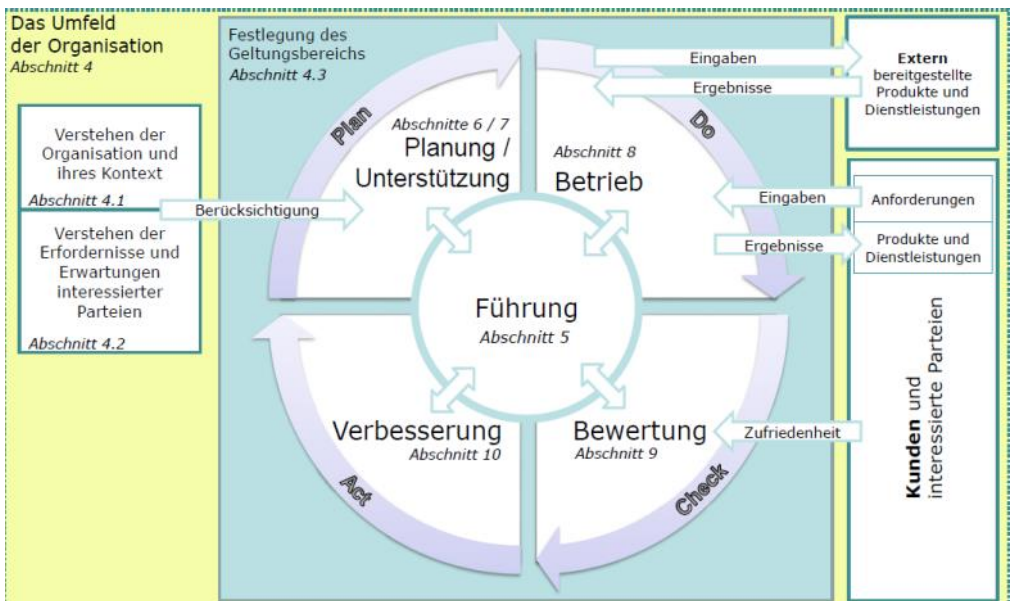 Das Umfeld
der Organisation
Abschnitt 4
Verstehen der
Organisation und
ihres Kontext
Abschnitt 4.1
Verstehen der
Erfordernisse und
Erwartungen
interessierter
Parteien
Abschnitt 4.2
Berücksichtigung
Festlegung des
Geltungsbereichs
Abschnitt 4.3
Plan
Abschnitte 6 / 7
Planung /
Unterstützung
Do
Abschnitt 8
Betrieb
Führung
Abschnitt 5
Verbesserung
Abschnitt 10
Act
Bewertung
Abschnitt 9
Check
Eingaben
Ergebnisse
Extern
bereitgestellte
Produkte und
Dienstleistungen
Eingaben
Anforderungen
Ergebnisse
Produkte und
Dienstleistungen
Zufriedenheit
Kunden und
interessierte Parteien